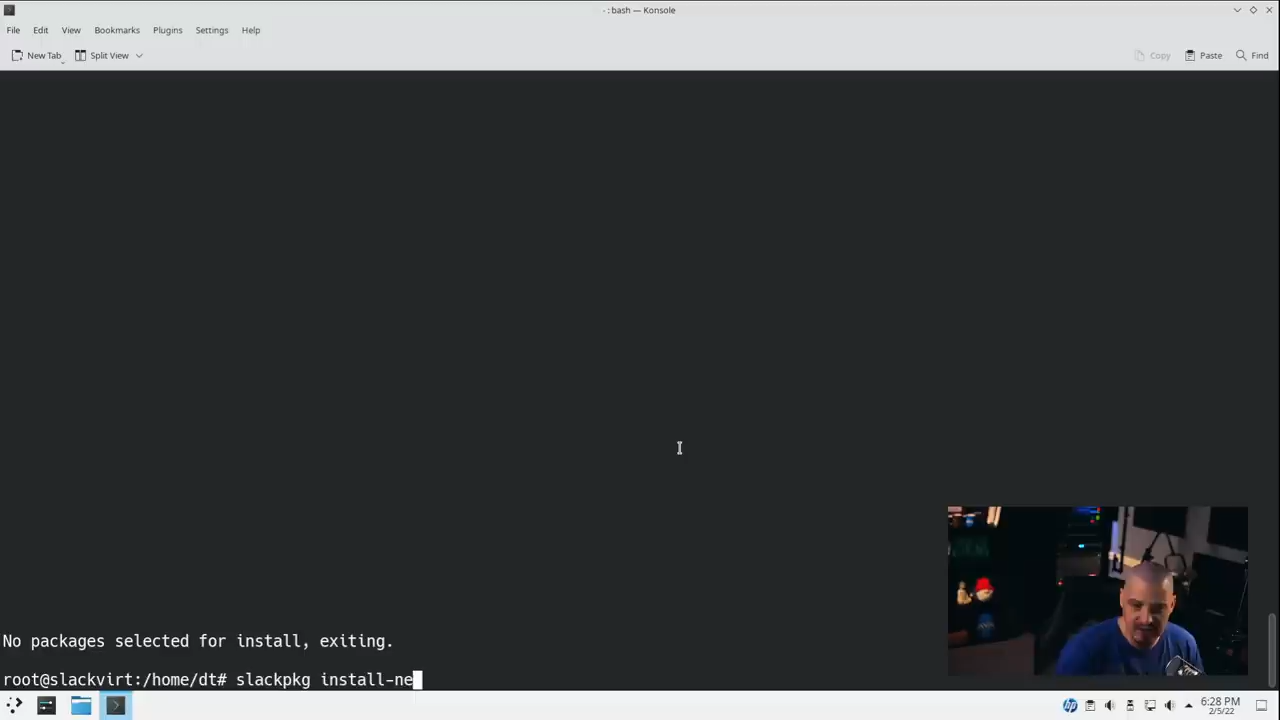 - : bash — Konsole
File Edit View Bookmarks Plugins Settings Help
New Tab Split View Copy Paste Find
No packages selected for install, exiting.
root@slackvirt:/home/dt# slackpkg install-ne
6:28 PM
2/5/22